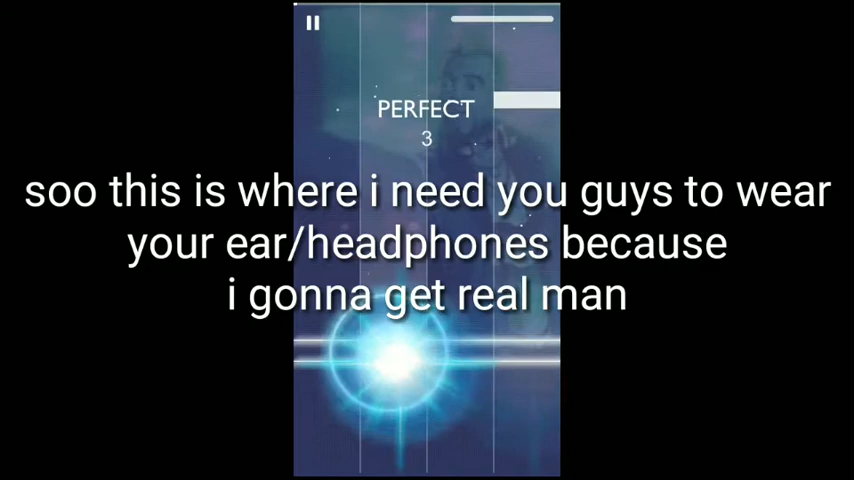 PERFECT
3
soo this is where i need you guys to wear
your ear/headphones because
i gonna get real man